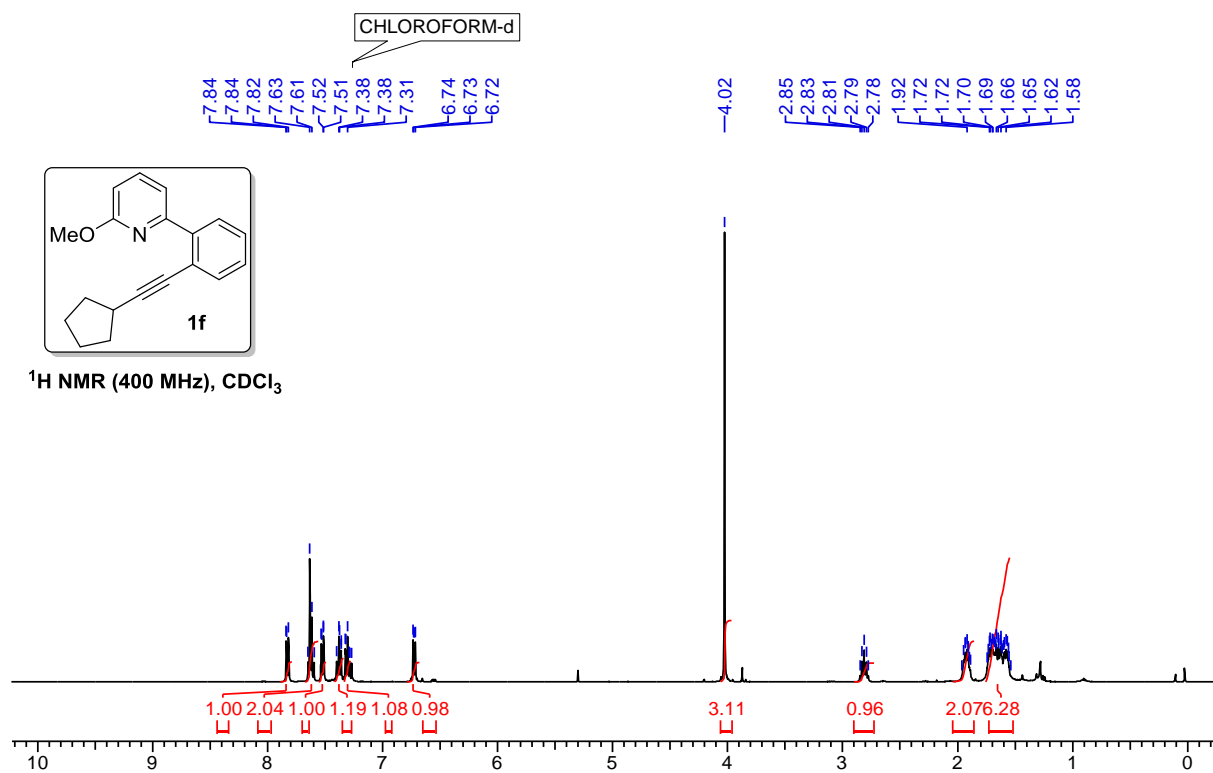 CHLOROFORM-d
7.84 7.84 7.82 7.63 7.61 7.52 7.51 7.38 7.38 7.31 6.74 6.73 6.72 4.02 2.85 2.83 2.81 2.79 2.78 1.92 1.72 1.72 1.70 1.69 1.66 1.65 1.62 1.58
MeO
N
1f
¹H NMR (400 MHz), CDCl₃
1.00 2.04 1.00 1.19 1.08 0.98 3.11 0.96 2.07 6.28
10 9 8 7 6 5 4 3 2 1 0